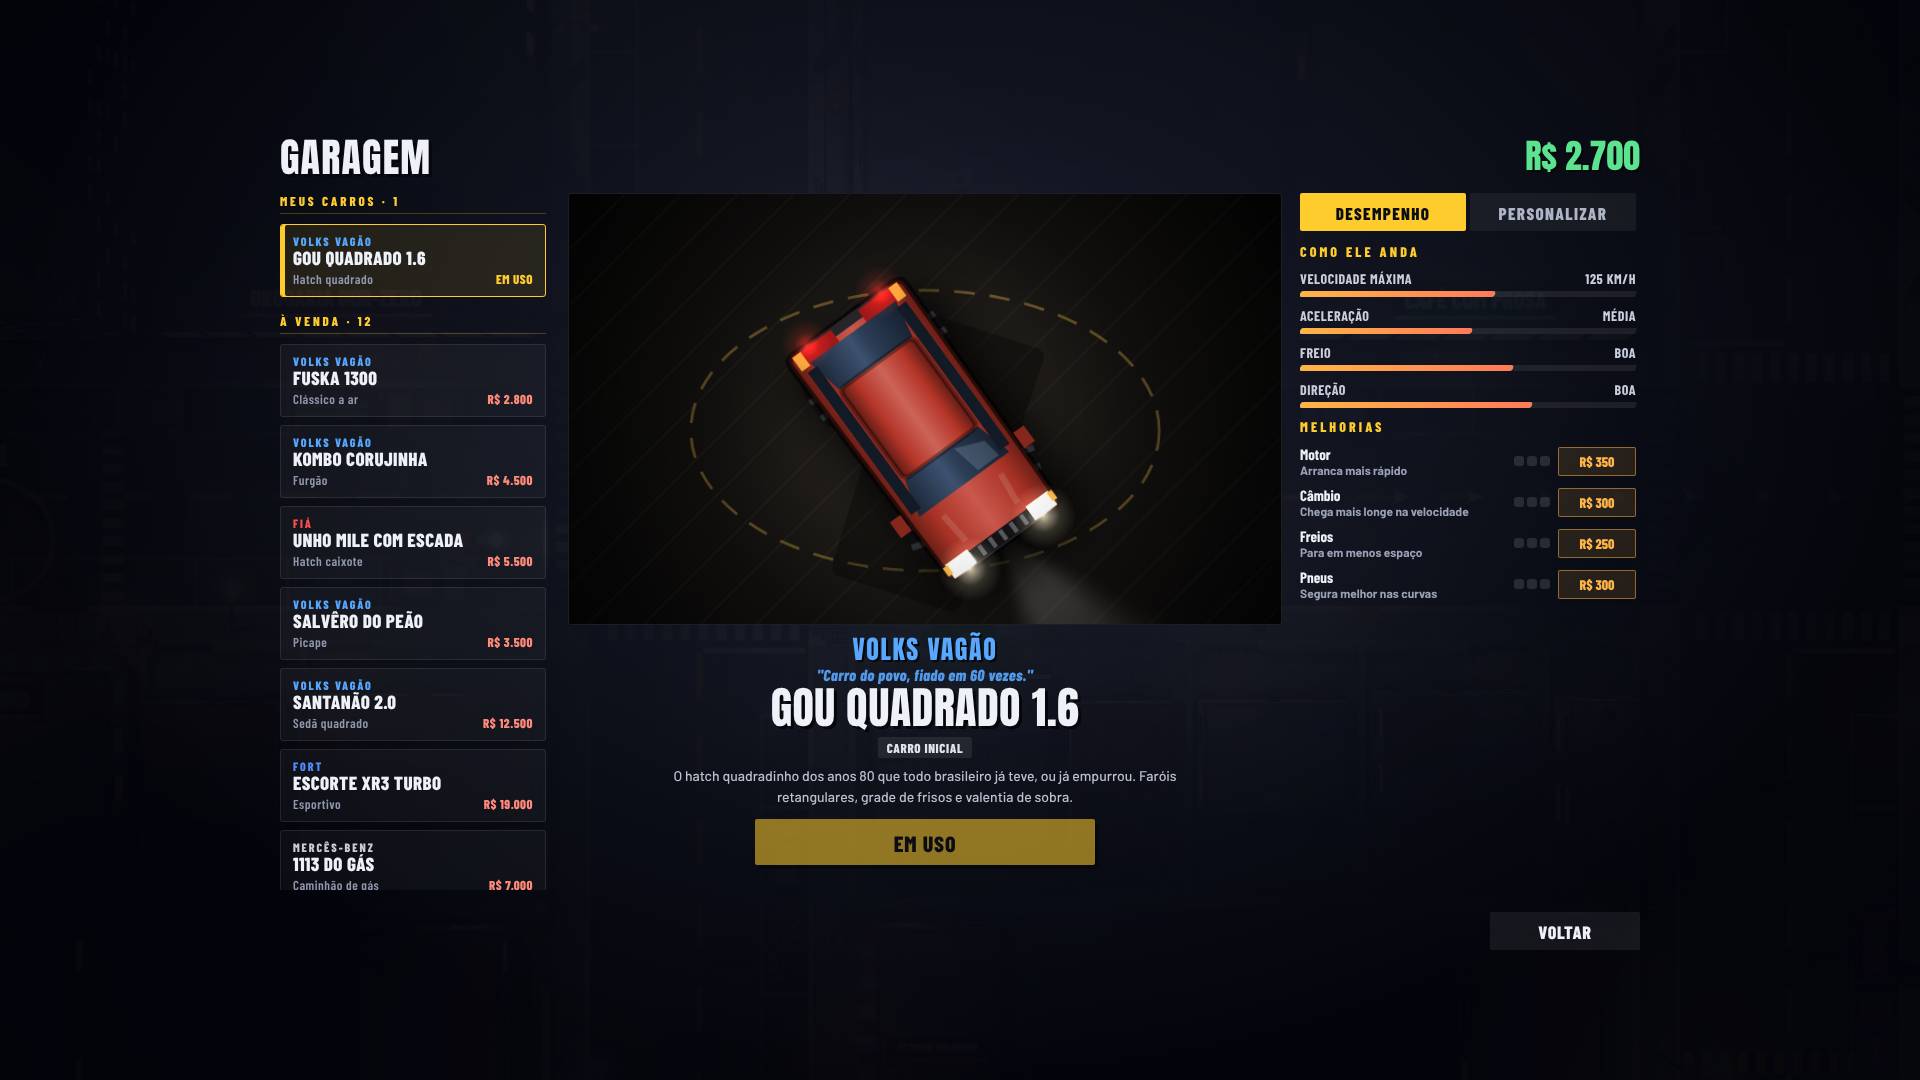 GARAGEM
R$ 2.700
MEUS CARROS · 1
VOLKS VAGÃO
GOU QUADRADO 1.6
Hatch quadrado
EM USO
À VENDA · 12
VOLKS VAGÃO
FUSKA 1300
Clássico a ar
R$ 2.800
VOLKS VAGÃO
KOMBO CORUJINHA
Furgão
R$ 4.500
FIÁ
UNHO MILE COM ESCADA
Hatch caixote
R$ 5.500
VOLKS VAGÃO
SALVÊRO DO PEÃO
Picape
R$ 3.500
VOLKS VAGÃO
SANTANÃO 2.0
Sedã quadrado
R$ 12.500
FORT
ESCORTE XR3 TURBO
Esportivo
R$ 19.000
MERCÊS-BENZ
1113 DO GÁS
Caminhão de gás
R$ 7.000
VOLKS VAGÃO
"Carro do povo, fiado em 60 vezes."
GOU QUADRADO 1.6
CARRO INICIAL
O hatch quadradinho dos anos 80 que todo brasileiro já teve, ou já empurrou. Faróis
retangulares, grade de frisos e valentia de sobra.
EM USO
DESEMPENHO
PERSONALIZAR
COMO ELE ANDA
VELOCIDADE MÁXIMA
125 KM/H
ACELERAÇÃO
MÉDIA
FREIO
BOA
DIREÇÃO
BOA
MELHORIAS
Motor
Arranca mais rápido
R$ 350
Câmbio
Chega mais longe na velocidade
R$ 300
Freios
Para em menos espaço
R$ 250
Pneus
Segura melhor nas curvas
R$ 300
VOLTAR